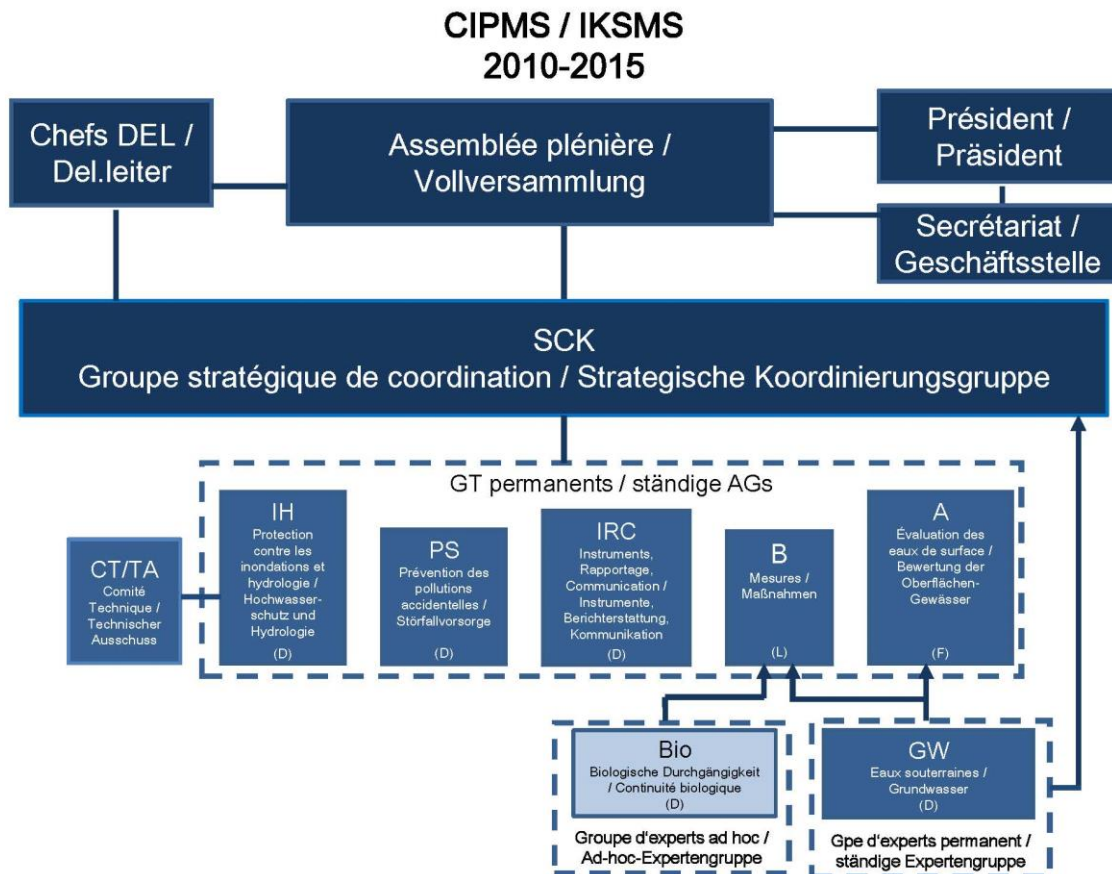 CIPMS / IKSMS
2010-2015
Chefs DEL /
Del.leiter
Assemblée plénière /
Vollversammlung
Président /
Präsident
Secrétariat /
Geschäftsstelle
SCK
Groupe stratégique de coordination / Strategische Koordinierungsgruppe
GT permanents / ständige AGs
CT/TA
Comité
Technique /
Technischer
Ausschuss
IH
Protection
contre les
inondations et
hydrologie /
Hochwasser-
schutz und
Hydrologie
(D)
PS
Prévention des
pollutions
accidentelles /
Störfallvorsorge
(D)
IRC
Instruments,
Rapportage,
Communication /
Instrumente,
Berichterstattung,
Kommunikation
(D)
B
Mesures /
Maßnahmen
(L)
A
Évaluation des
eaux de surface /
Bewertung der
Oberflächen-
Gewässer
(F)
Bio
Biologische Durchgängigkeit
/ Continuité biologique
(D)
Groupe d'experts ad hoc /
Ad-hoc-Expertengruppe
GW
Eaux souterraines /
Grundwasser
(D)
Gpe d'experts permanent /
ständige Expertengruppe